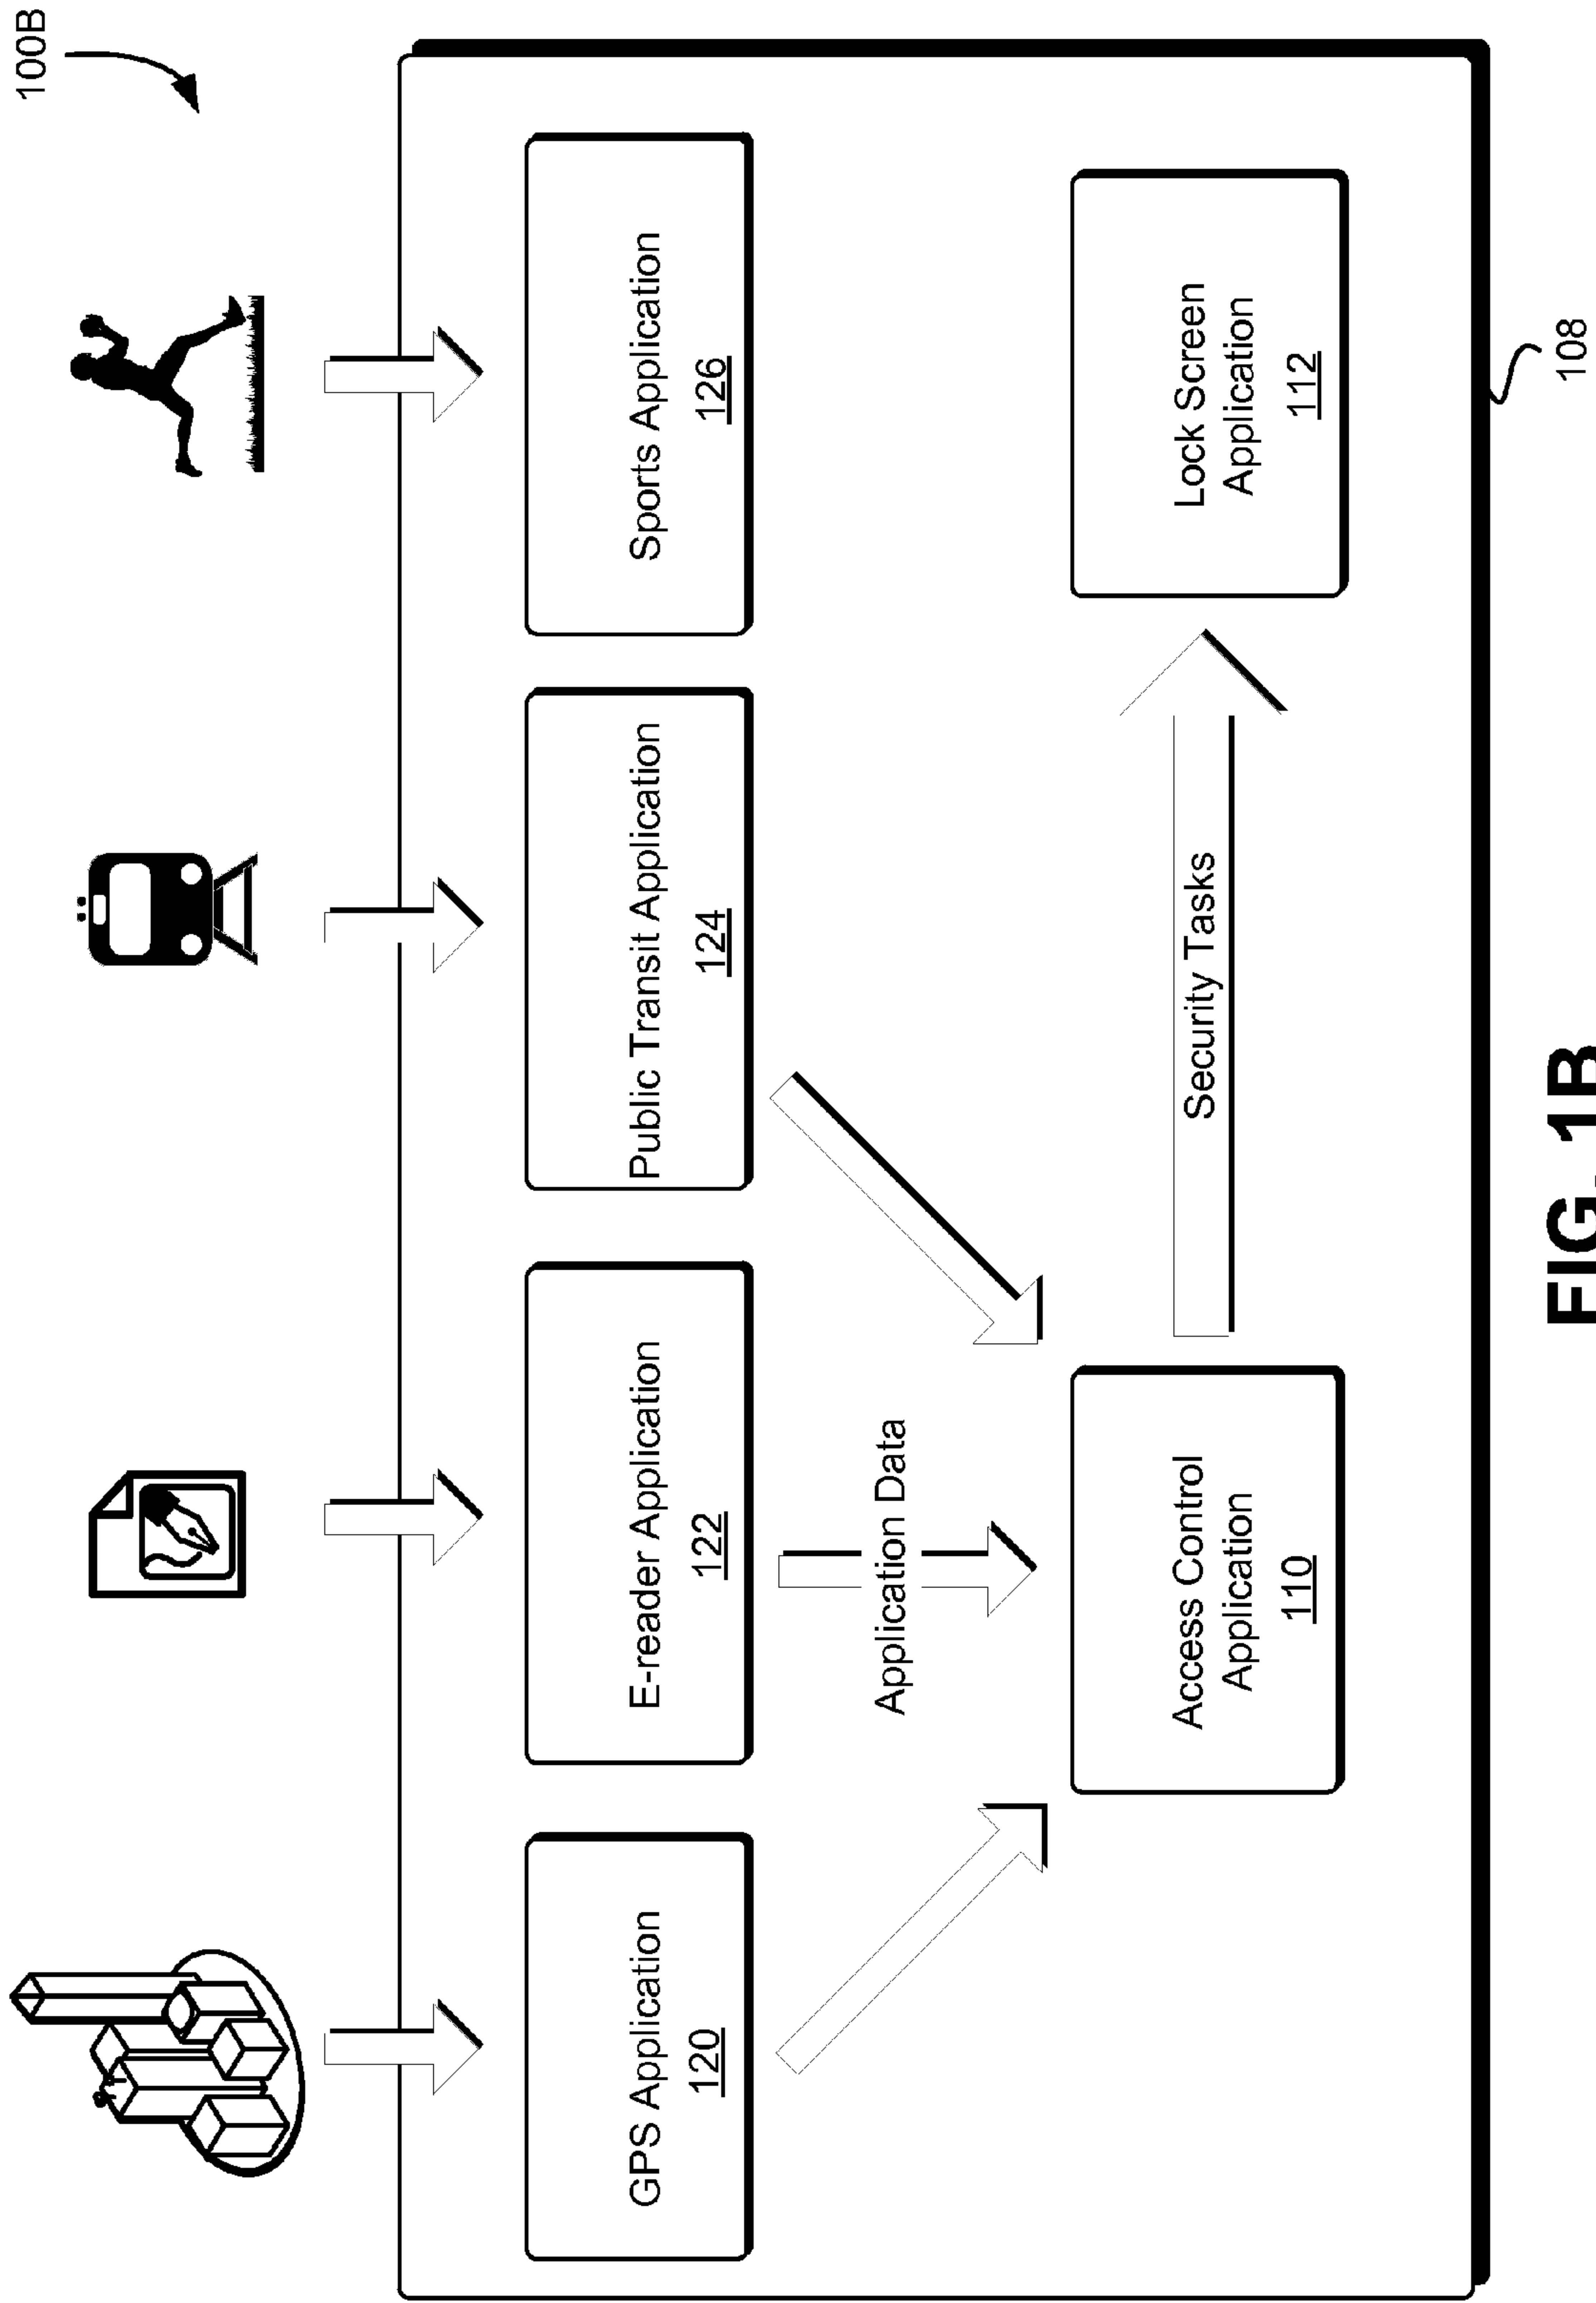 100B
GPS Application
120
E-reader Application
122
Public Transit Application
124
Sports Application
126
Application Data
Access Control
Application
110
Security Tasks
Lock Screen
Application
112
108
FIG. 1B